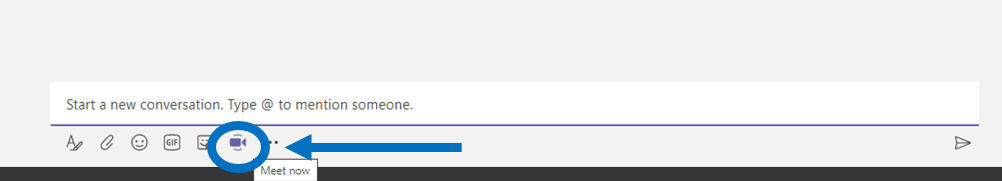 Start a new conversation. Type @ to mention someone.
GIF
Meet now